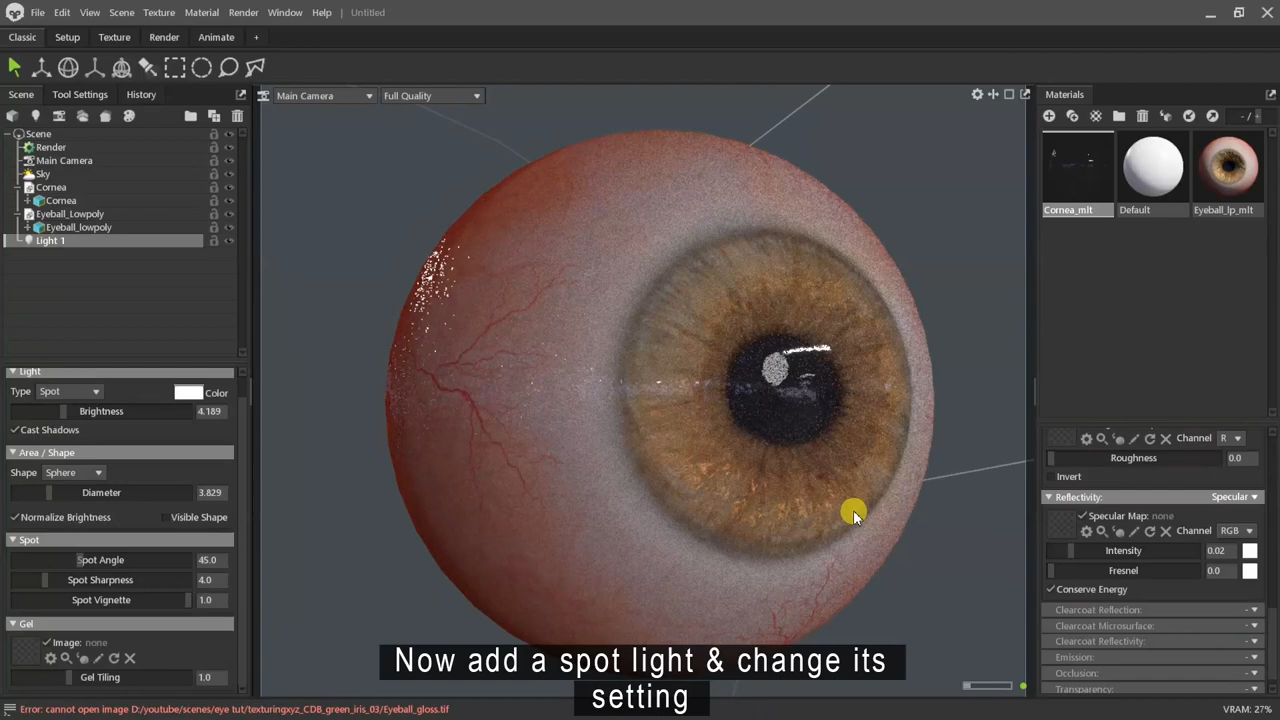 File Edit View Scene Texture Material Render Window Help Untitled
Classic Setup Texture Render Animate +
Scene Tool Settings History
Main Camera Full Quality
Materials
- /
Scene
Render
Main Camera
Sky
Cornea
Cornea
Eyeball_Lowpoly
Eyeball_lowpoly
Light 1
Cornea_mlt Default Eyeball_lp_mlt
Light
Type Spot Color
Brightness 4.189
Cast Shadows
Area / Shape
Shape Sphere
Diameter 3.829
Normalize Brightness Visible Shape
Spot
Spot Angle 45.0
Spot Sharpness 4.0
Spot Vignette 1.0
Gel
Image: none
Gel Tiling 1.0
Channel R
Roughness 0.0
Invert
Reflectivity: Specular
Specular Map: none
Channel RGB
Intensity 0.02
Fresnel 0.0
Conserve Energy
Clearcoat Reflection: -
Clearcoat Microsurface: -
Clearcoat Reflectivity: -
Emission: -
Occlusion: -
Transparency: -
Now add a spot light & change its
setting
Error: cannot open image D:/youtube/scenes/eye tut/texturingxyz_CDB_green_iris_03/Eyeball_gloss.tif
VRAM: 27%